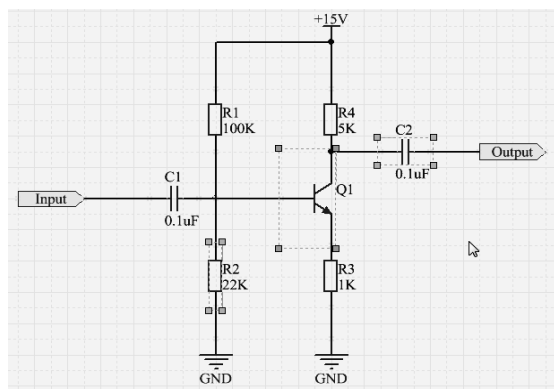 +15V
R1
100K
R4
5K
C2
0.1uF
Output
C1
0.1uF
Input
Q1
R2
22K
R3
1K
GND
GND